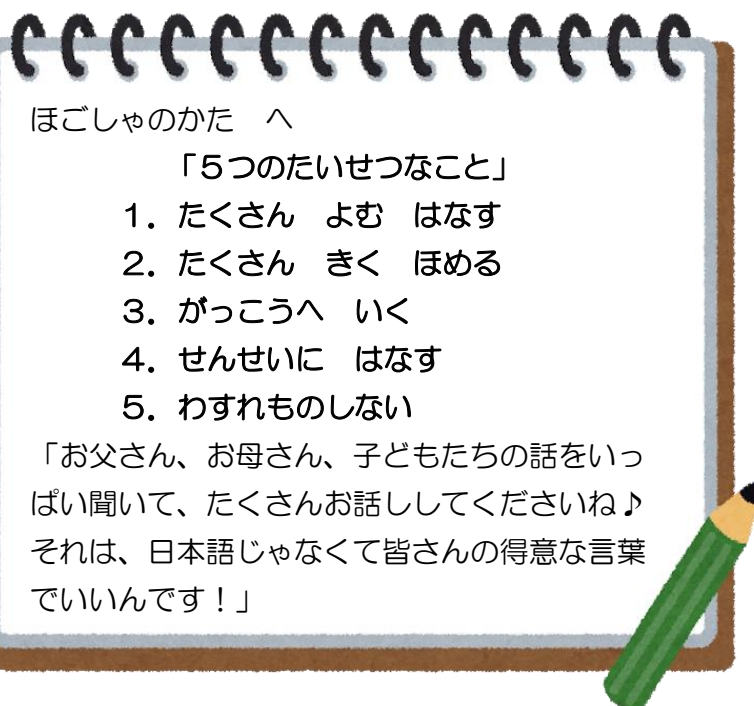 ほごしゃのかた　へ
「５つのたいせつなこと」
１．たくさん　よむ　はなす
２．たくさん　きく　ほめる
３．がっこうへ　いく
４．せんせいに　はなす
５．わすれものしない
「お父さん、お母さん、子どもたちの話をいっ
ぱい聞いて、たくさんお話ししてくださいね♪
それは、日本語じゃなくて皆さんの得意な言葉
でいいんです！」